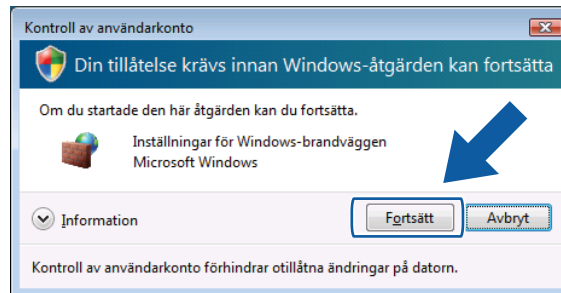 Kontroll av användarkonto
Din tillåtelse krävs innan Windows-åtgärden kan fortsätta
Om du startade den här åtgärden kan du fortsätta.
Inställningar för Windows-brandväggen
Microsoft Windows
Information
Fortsätt
Avbryt
Kontroll av användarkonto förhindrar otillåtna ändringar på datorn.